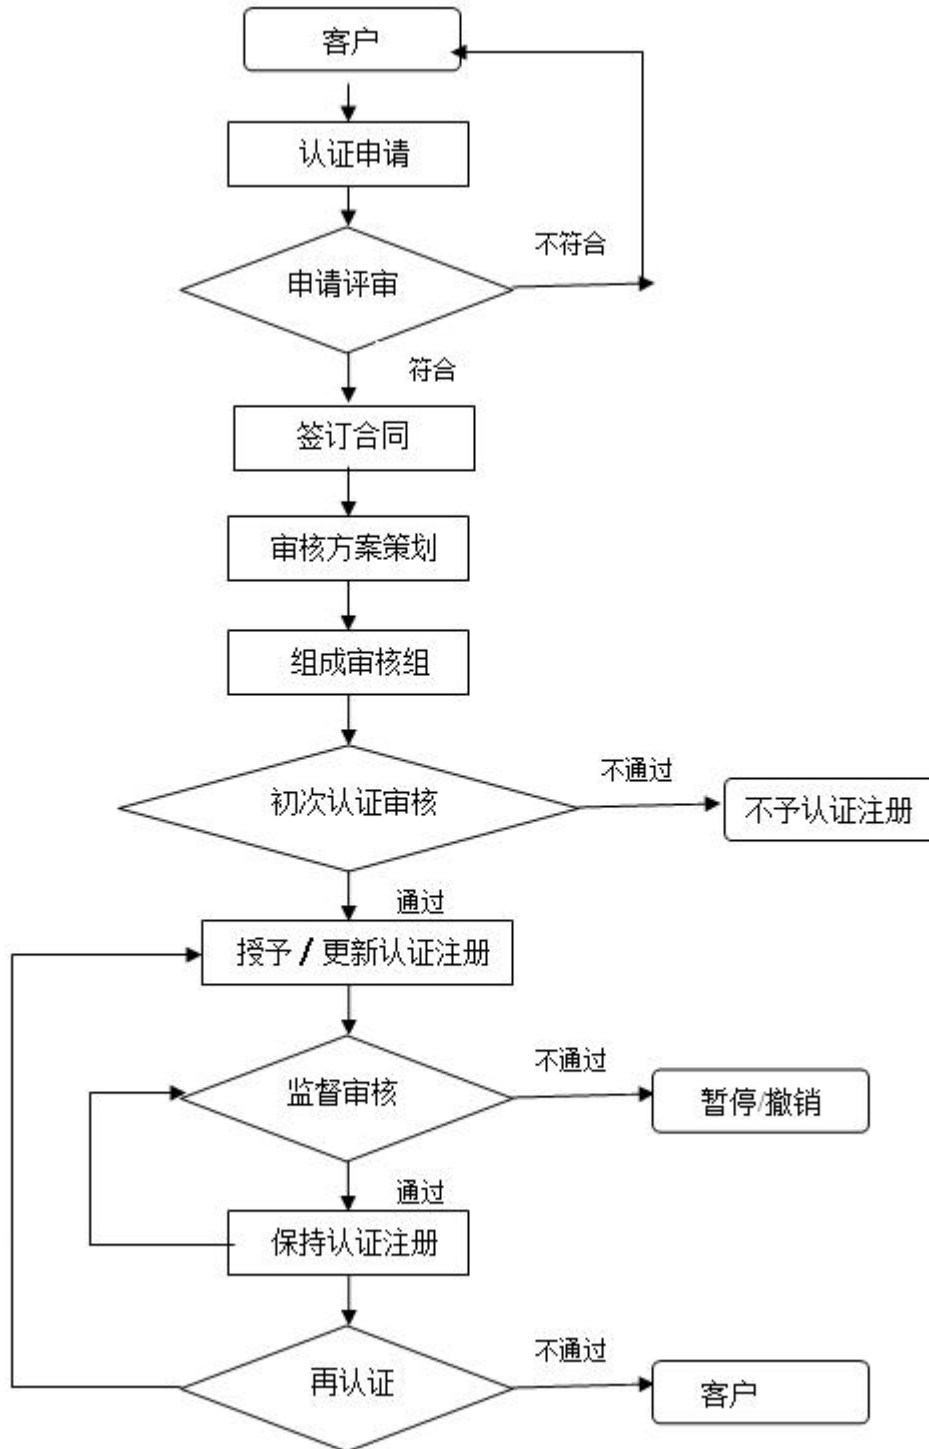 客户
认证申请
不符合
申请评审
符合
签订合同
审核方案策划
组成审核组
不通过
初次认证审核
不予认证注册
通过
授予/更新认证注册
不通过
监督审核
暂停/撤销
通过
保持认证注册
不通过
再认证
客户